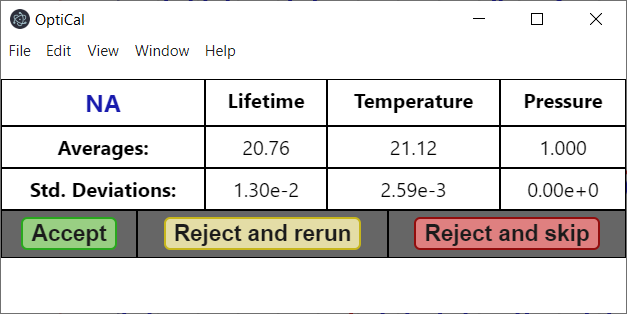 OptiCal
File Edit View Window Help
NA Lifetime Temperature Pressure
Averages: 20.76 21.12 1.000
Std. Deviations: 1.30e-2 2.59e-3 0.00e+0
Accept Reject and rerun Reject and skip